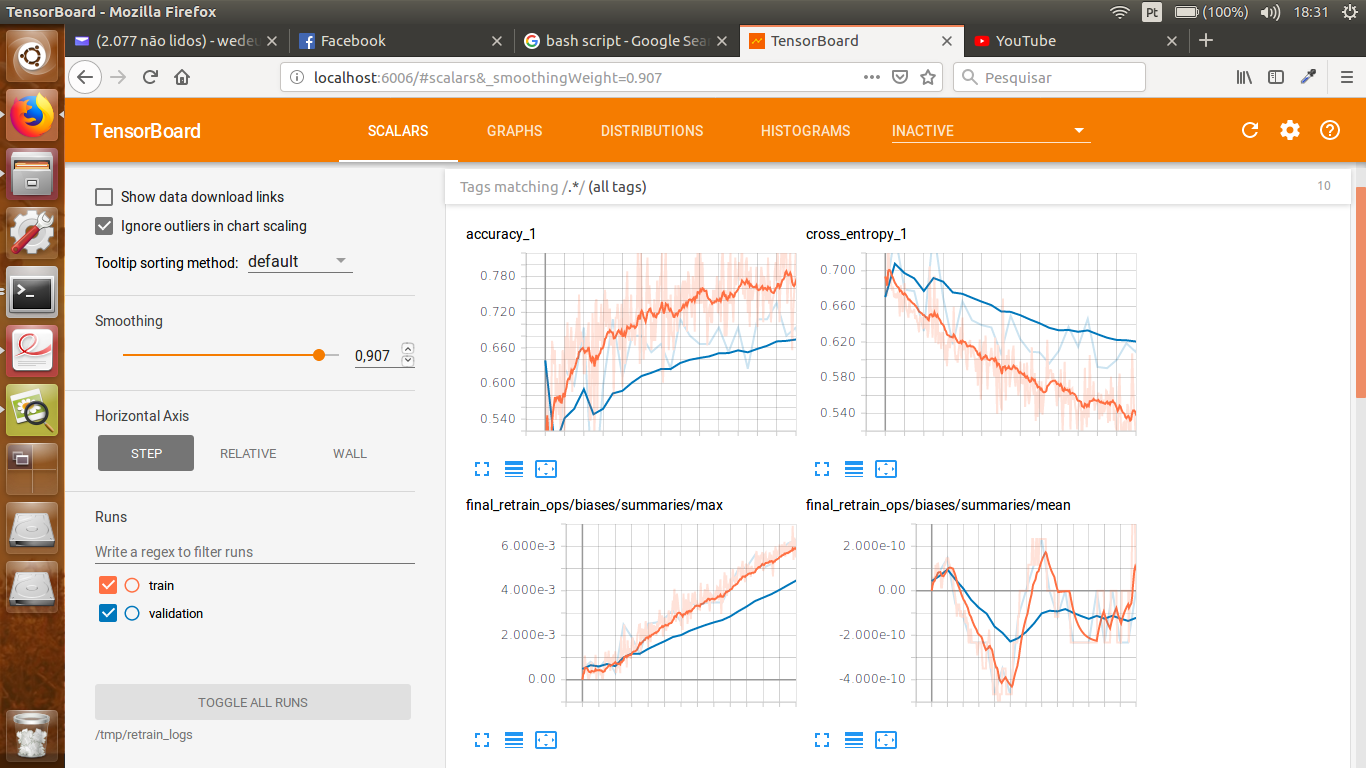 TensorBoard - Mozilla Firefox
Pt
(100%)
18:31
(2.077 não lidos) - wedeu
Facebook
bash script - Google Sear
TensorBoard
YouTube
localhost:6006/#scalars&_smoothingWeight=0.907
Pesquisar
TensorBoard
SCALARS
GRAPHS
DISTRIBUTIONS
HISTOGRAMS
INACTIVE
Show data download links
Ignore outliers in chart scaling
Tooltip sorting method: default
Smoothing
0,907
Horizontal Axis
STEP
RELATIVE
WALL
Runs
Write a regex to filter runs
train
validation
TOGGLE ALL RUNS
/tmp/retrain_logs
Tags matching /.*/ (all tags)
10
accuracy_1
0.780
0.720
0.660
0.600
0.540
cross_entropy_1
0.700
0.660
0.620
0.580
0.540
final_retrain_ops/biases/summaries/max
6.000e-3
4.000e-3
2.000e-3
0.00
final_retrain_ops/biases/summaries/mean
2.000e-10
0.00
-2.000e-10
-4.000e-10